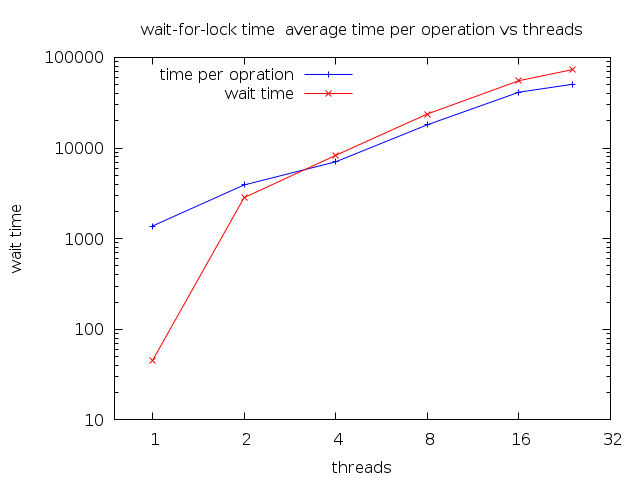 wait-for-lock time  average time per operation vs threads
100000
10000
1000
100
10
time per opration
wait time
wait time
1 2 4 8 16 32
threads